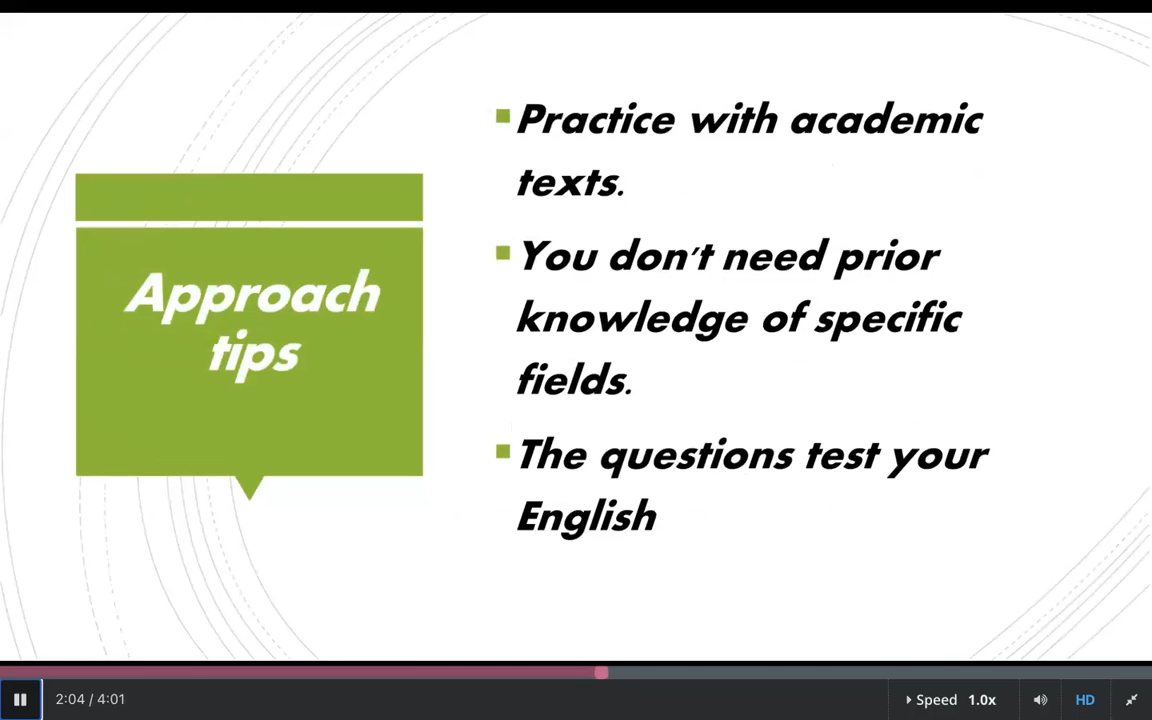 Approach
tips
Practice with academic
texts.
You don't need prior
knowledge of specific
fields.
The questions test your
English
2:04 / 4:01
Speed 1.0x
HD